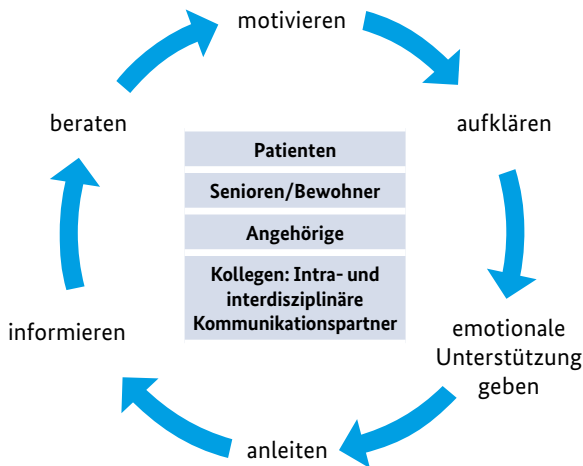 motivieren
beraten
aufklären
Patienten
Senioren/Bewohner
Angehörige
Kollegen: Intra- und
interdisziplinäre
Kommunikationspartner
informieren
emotionale
Unterstützung
geben
anleiten